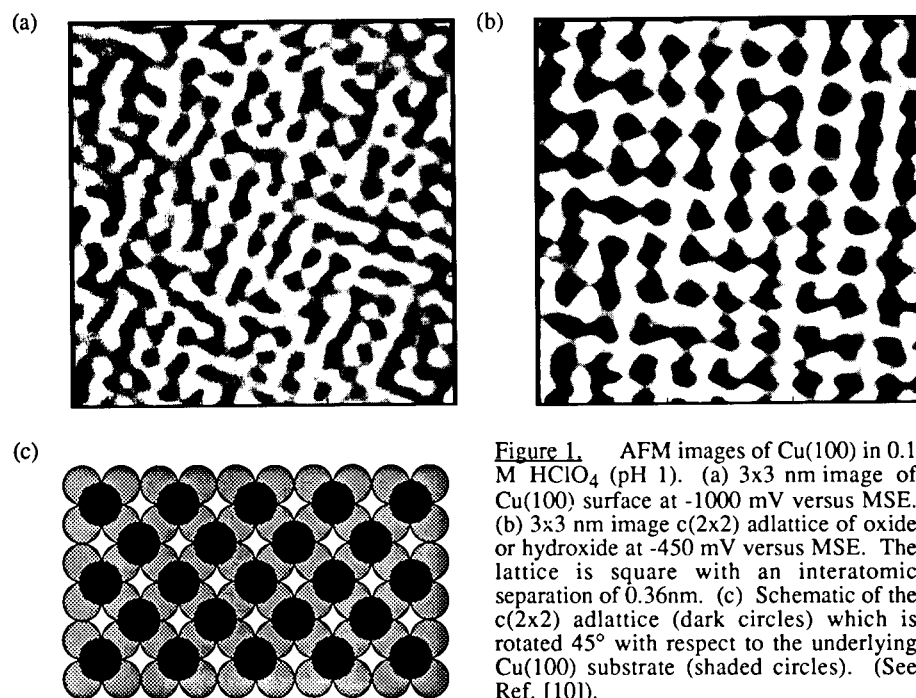 (a)
(b)
(c)
Figure 1. AFM images of Cu(100) in 0.1
M HClO4 (pH 1). (a) 3x3 nm image of
Cu(100) surface at -1000 mV versus MSE.
(b) 3x3 nm image c(2x2) adlattice of oxide
or hydroxide at -450 mV versus MSE. The
lattice is square with an interatomic
separation of 0.36nm. (c) Schematic of the
c(2x2) adlattice (dark circles) which is
rotated 45° with respect to the underlying
Cu(100) substrate (shaded circles). (See
Ref. [10]).